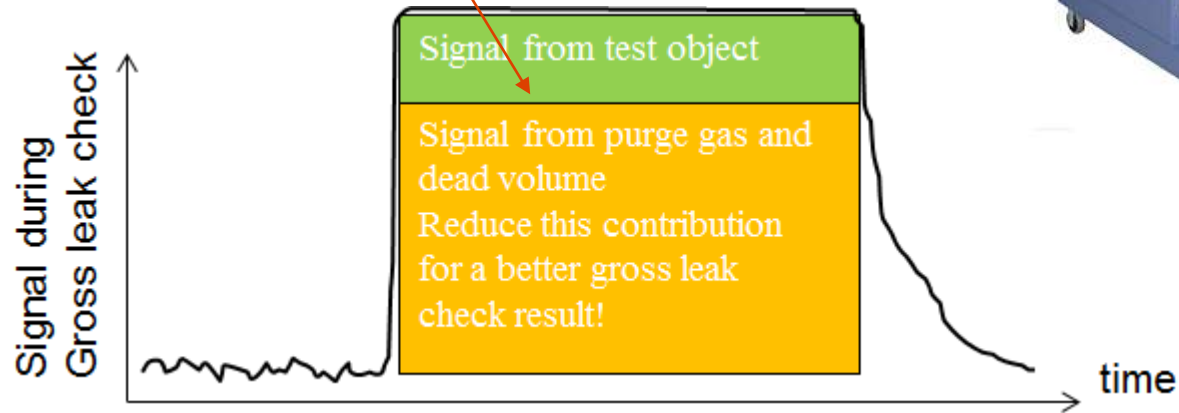 Signal during
Gross leak check
Signal from test object
Signal from purge gas and
dead volume
Reduce this contribution
for a better gross leak
check result!
time